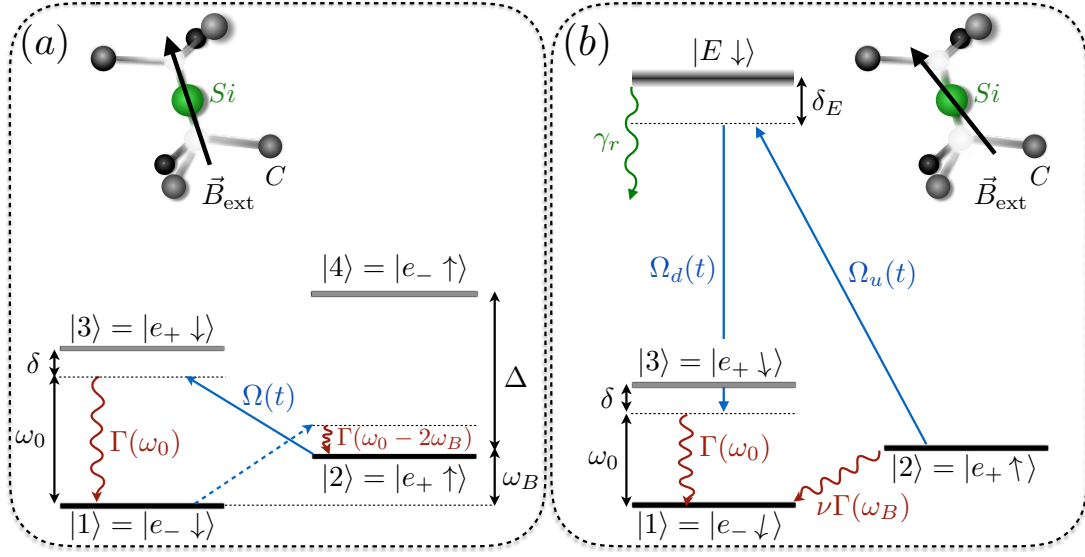 (a)
Si
C
B⃗ext
|4⟩ = |e− ↑⟩
|3⟩ = |e+ ↓⟩
δ
Ω(t)
Δ
ω0
Γ(ω0)
Γ(ω0 − 2ωB)
|2⟩ = |e+ ↑⟩
ωB
|1⟩ = |e− ↓⟩
(b)
|E ↓⟩
δE
γr
Si
C
B⃗ext
Ωd(t)
Ωu(t)
|3⟩ = |e+ ↓⟩
δ
ω0
Γ(ω0)
|2⟩ = |e+ ↑⟩
νΓ(ωB)
|1⟩ = |e− ↓⟩